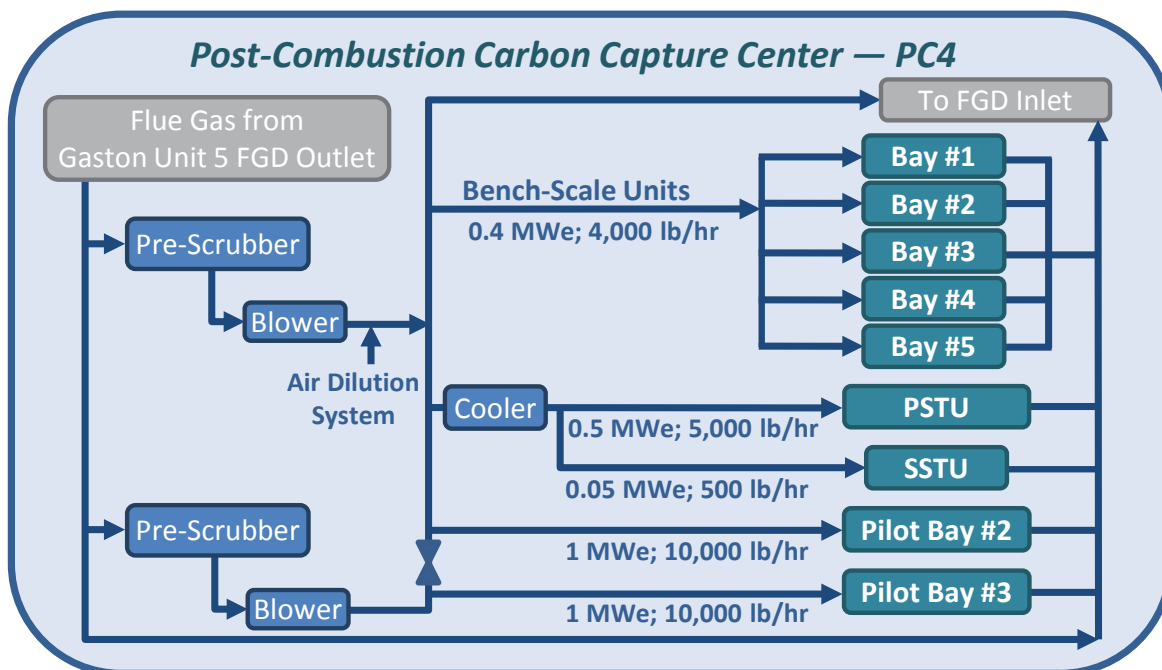 Post-Combustion Carbon Capture Center — PC4
Flue Gas from
Gaston Unit 5 FGD Outlet
To FGD Inlet
Bay #1
Bench-Scale Units
0.4 MWe; 4,000 lb/hr
Bay #2
Pre-Scrubber
Bay #3
Bay #4
Blower
Bay #5
Air Dilution
System
Cooler
PSTU
0.5 MWe; 5,000 lb/hr
SSTU
0.05 MWe; 500 lb/hr
Pre-Scrubber
Pilot Bay #2
1 MWe; 10,000 lb/hr
Blower
Pilot Bay #3
1 MWe; 10,000 lb/hr